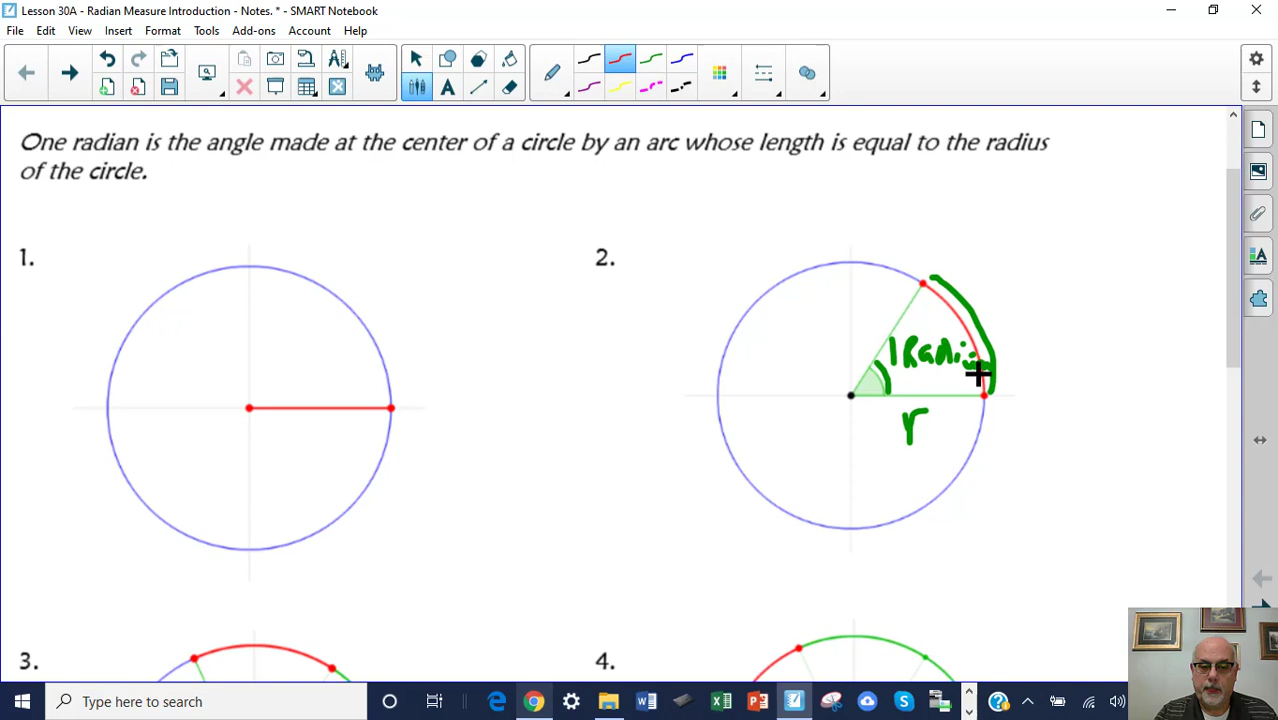 Lesson 30A - Radian Measure Introduction - Notes. * - SMART Notebook
File Edit View Insert Format Tools Add-ons Account Help
One radian is the angle made at the center of a circle by an arc whose length is equal to the radius
of the circle.
1.
2.
1 Radian
r
3.
4.
Type here to search